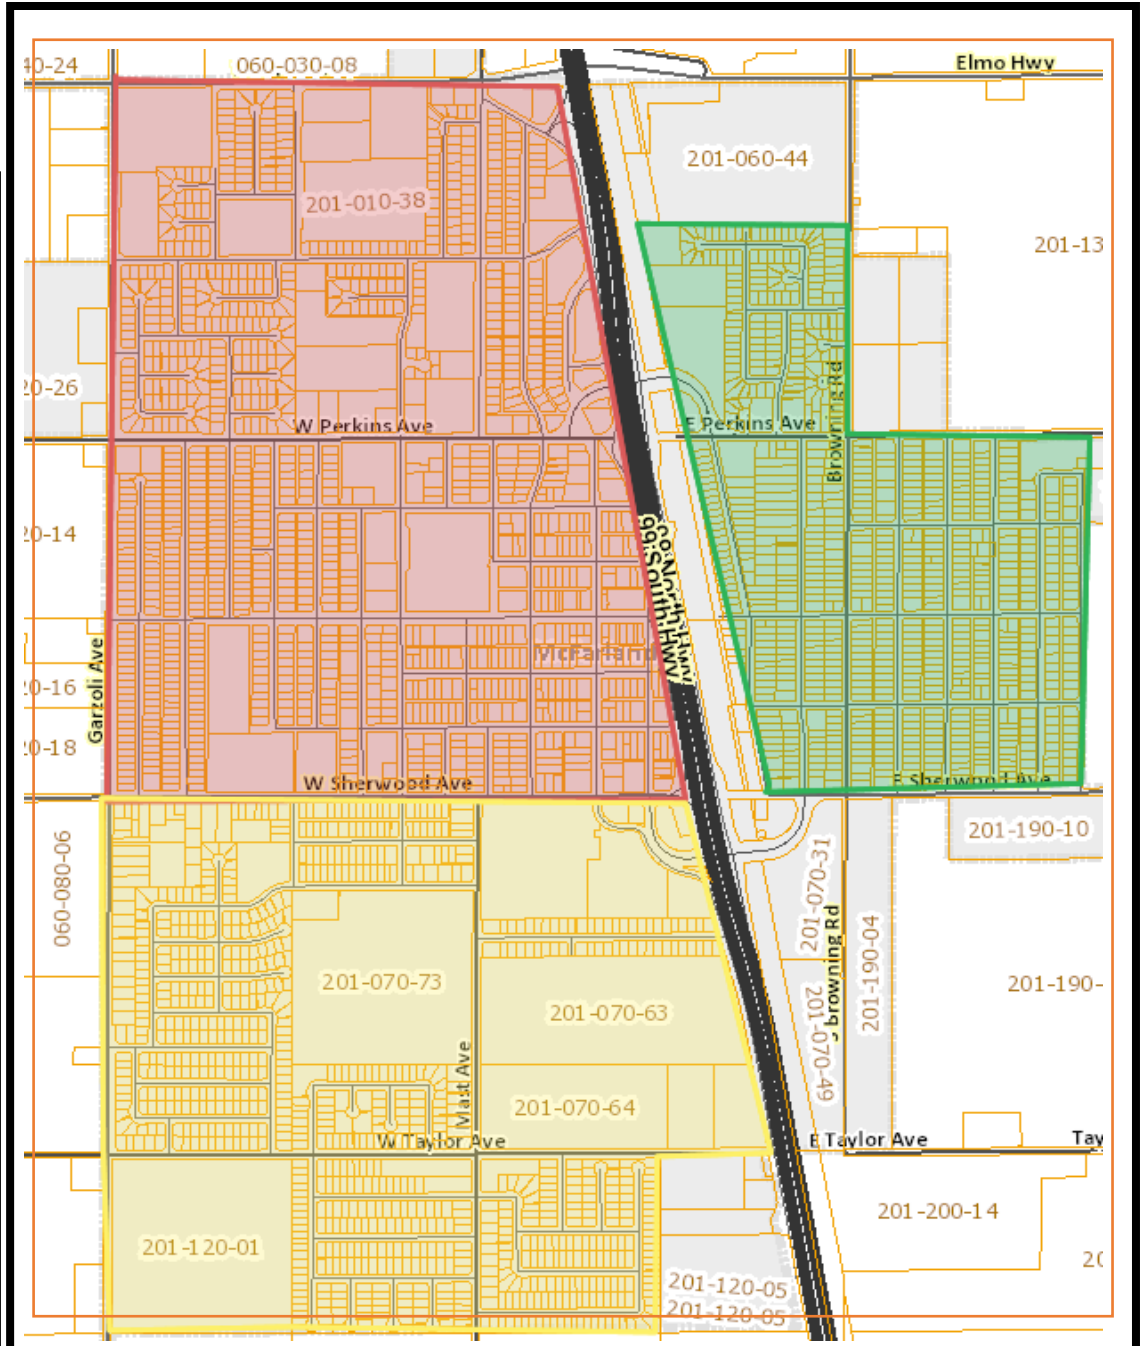 40-24
060-030-08
Elmo Hwy
201-060-44
201-010-38
201-13
20-26
W Perkins Ave
E Perkins Ave
Browning Rd
20-14
99:South:Hwy
99:North:Hwy
McFarland
Garzoli Ave
20-16
20-18
W Sherwood Ave
E Sherwood Ave
201-190-10
060-080-06
201-070-31
S Browning Rd
201-190-04
201-070-73
201-190-
201-070-63
201-070-49
Mast Ave
201-070-64
W Taylor Ave
E Taylor Ave
Tay
201-200-14
201-120-01
20
201-120-05
201-120-05